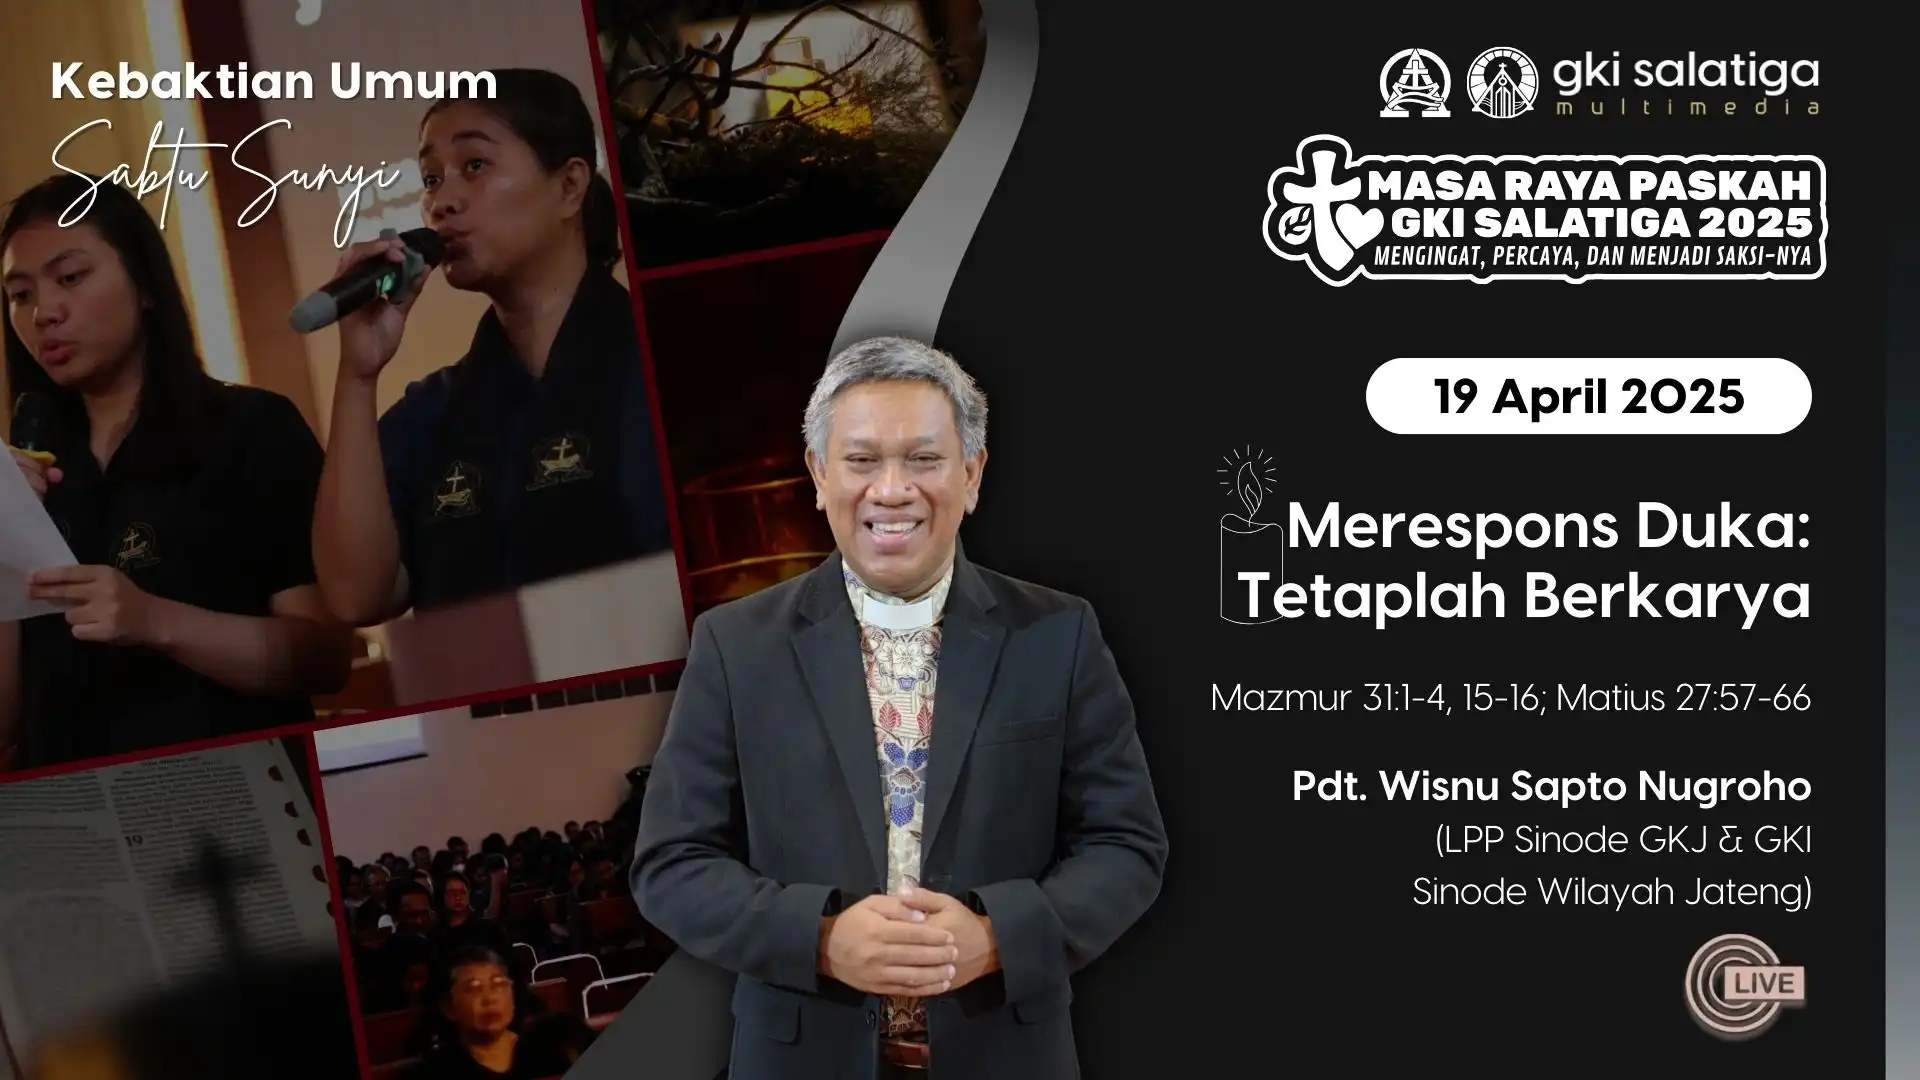 Kebaktian Umum
Sabtu Sunyi
gki salatiga
multimedia
MASA RAYA PASKAH
GKI SALATIGA 2025
MENGINGAT, PERCAYA, DAN MENJADI SAKSI-NYA
19 April 2025
Merespons Duka:
Tetaplah Berkarya
Mazmur 31:1-4, 15-16; Matius 27:57-66
Pdt. Wisnu Sapto Nugroho
(LPP Sinode GKJ & GKI
Sinode Wilayah Jateng)
LIVE
19